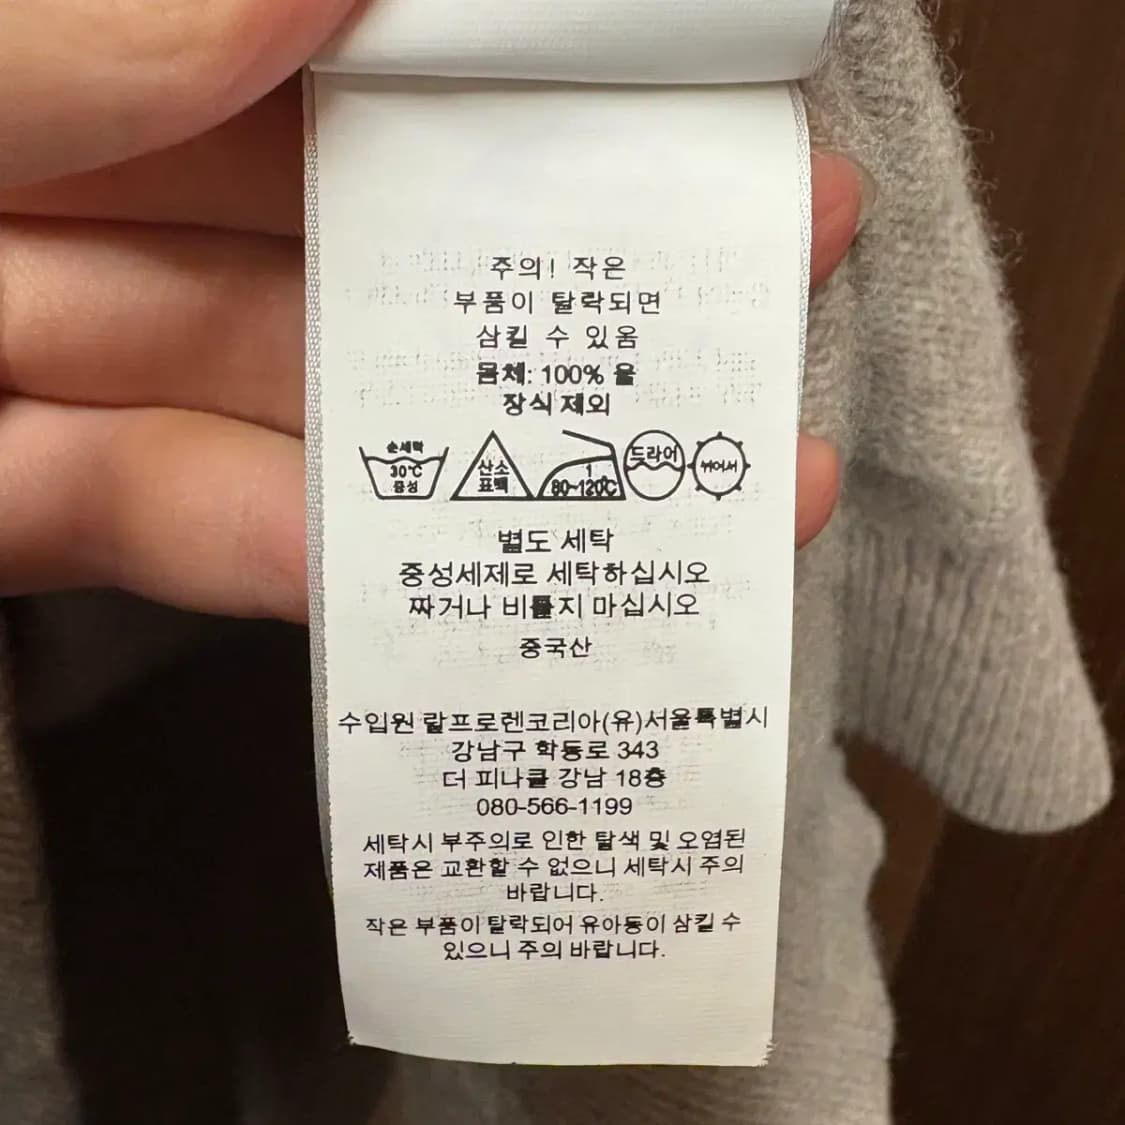 주의! 작은
부품이 탈락되면
삼킬 수 있움
몸체: 100% 울
장식 제외
손세탁
30℃
중성
산소
표백
1
80~120℃
드라이
뉘어서
별도 세탁
중성세제로 세탁하십시오
짜거나 비틀지 마십시오
중국산
수입원 랄프로렌코리아(유)서울특별시
강남구 학동로 343
더 피나클 강남 18층
080-566-1199
세탁시 부주의로 인한 탈색 및 오염된
제품은 교환할 수 없으니 세탁시 주의
바랍니다.
작은 부품이 탈락되어 유아동이 삼킬 수
있으니 주의 바랍니다.